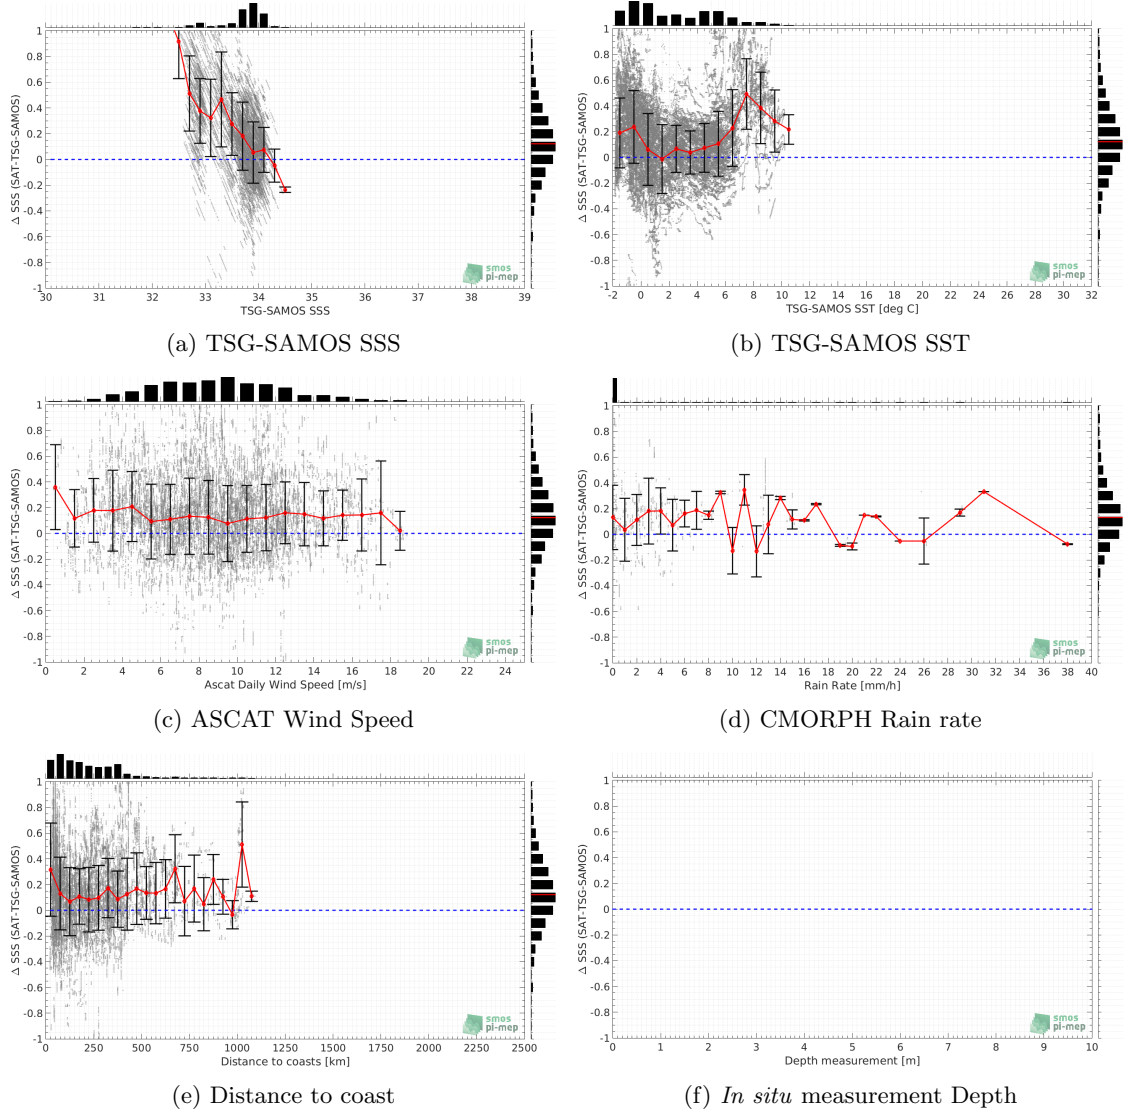 1
0.8
0.6
0.4
0.2
0
0.2
-0.4
-0.6
-0.8
-1
Δ SSS (SAT-TSG-SAMOS)
30 31 32 33 34 35 36 37 38 39
TSG-SAMOS SSS
smos
pi-mep
(a) TSG-SAMOS SSS
1
0.8
0.6
0.4
0.2
0
0.2
-0.4
-0.6
-0.8
-1
Δ SSS (SAT-TSG-SAMOS)
-2 0 2 4 6 8 10 12 14 16 18 20 22 24 26 28 30 32
TSG-SAMOS SST [deg C]
smos
pi-mep
(b) TSG-SAMOS SST
1
0.8
0.6
0.4
0.2
0
0.2
-0.4
-0.6
-0.8
-1
Δ SSS (SAT-TSG-SAMOS)
0 2 4 6 8 10 12 14 16 18 20 22 24
Ascat Daily Wind Speed [m/s]
smos
pi-mep
(c) ASCAT Wind Speed
1
0.8
0.6
0.4
0.2
0
0.2
-0.4
-0.6
-0.8
-1
Δ SSS (SAT-TSG-SAMOS)
0 2 4 6 8 10 12 14 16 18 20 22 24 26 28 30 32 34 36 38 40
Rain Rate [mm/h]
smos
pi-mep
(d) CMORPH Rain rate
1
0.8
0.6
0.4
0.2
0
0.2
-0.4
-0.6
-0.8
-1
Δ SSS (SAT-TSG-SAMOS)
0 250 500 750 1000 1250 1500 1750 2000 2250 2500
Distance to coasts [km]
smos
pi-mep
(e) Distance to coast
1
0.8
0.6
0.4
0.2
0
0.2
-0.4
-0.6
-0.8
-1
Δ SSS (SAT-TSG-SAMOS)
0 1 2 3 4 5 6 7 8 9 10
Depth measurement [m]
smos
pi-mep
(f) In situ measurement Depth